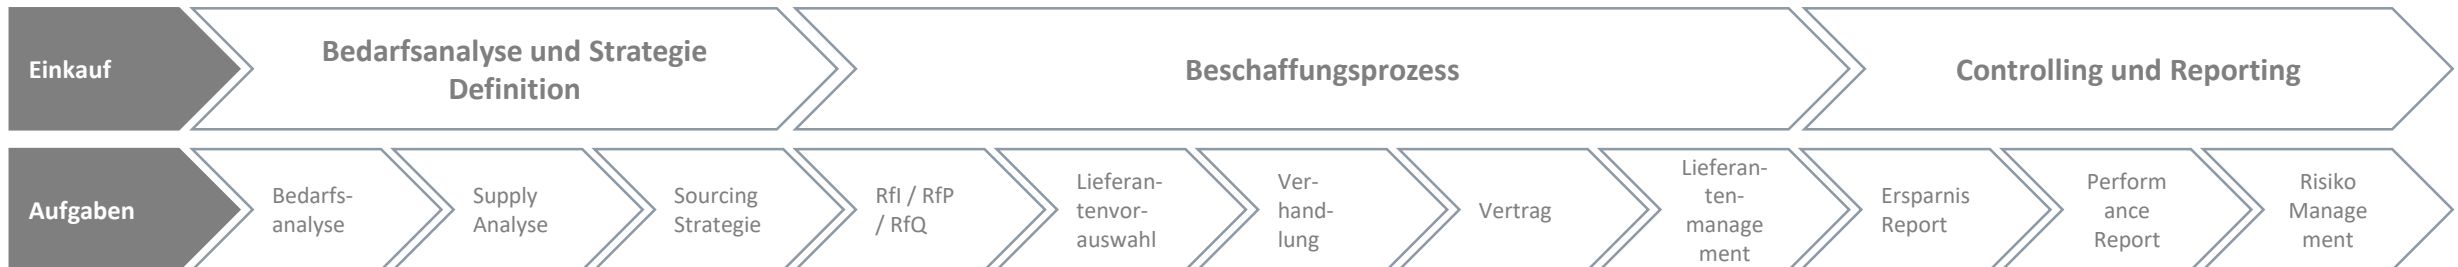 Einkauf
Bedarfsanalyse und Strategie
Definition
Beschaffungsprozess
Controlling und Reporting
Aufgaben
Bedarfs-
analyse
Supply
Analyse
Sourcing
Strategie
RfI / RfP
/ RfQ
Lieferan-
tenvor-
auswahl
Ver-
hand-
lung
Vertrag
Lieferan-
ten-
manage
ment
Ersparnis
Report
Perform
ance
Report
Risiko
Manage
ment